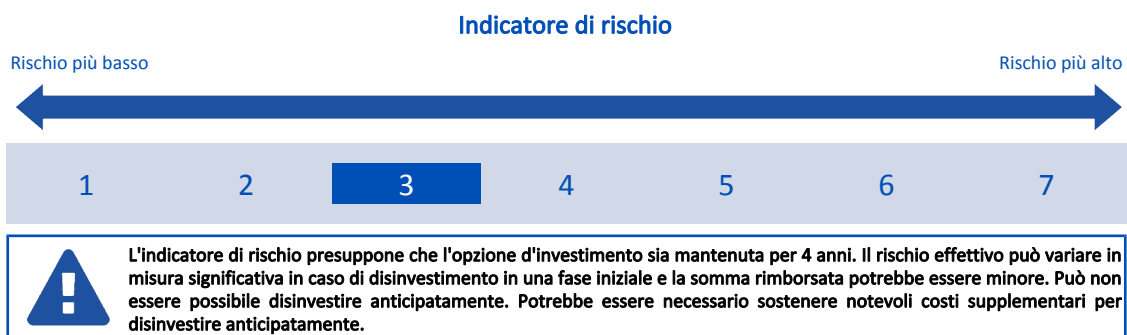 Indicatore di rischio
Rischio più basso
Rischio più alto
1 2 3 4 5 6 7
L'indicatore di rischio presuppone che l'opzione d'investimento sia mantenuta per 4 anni. Il rischio effettivo può variare in
misura significativa in caso di disinvestimento in una fase iniziale e la somma rimborsata potrebbe essere minore. Può non
essere possibile disinvestire anticipatamente. Potrebbe essere necessario sostenere notevoli costi supplementari per
disinvestire anticipatamente.